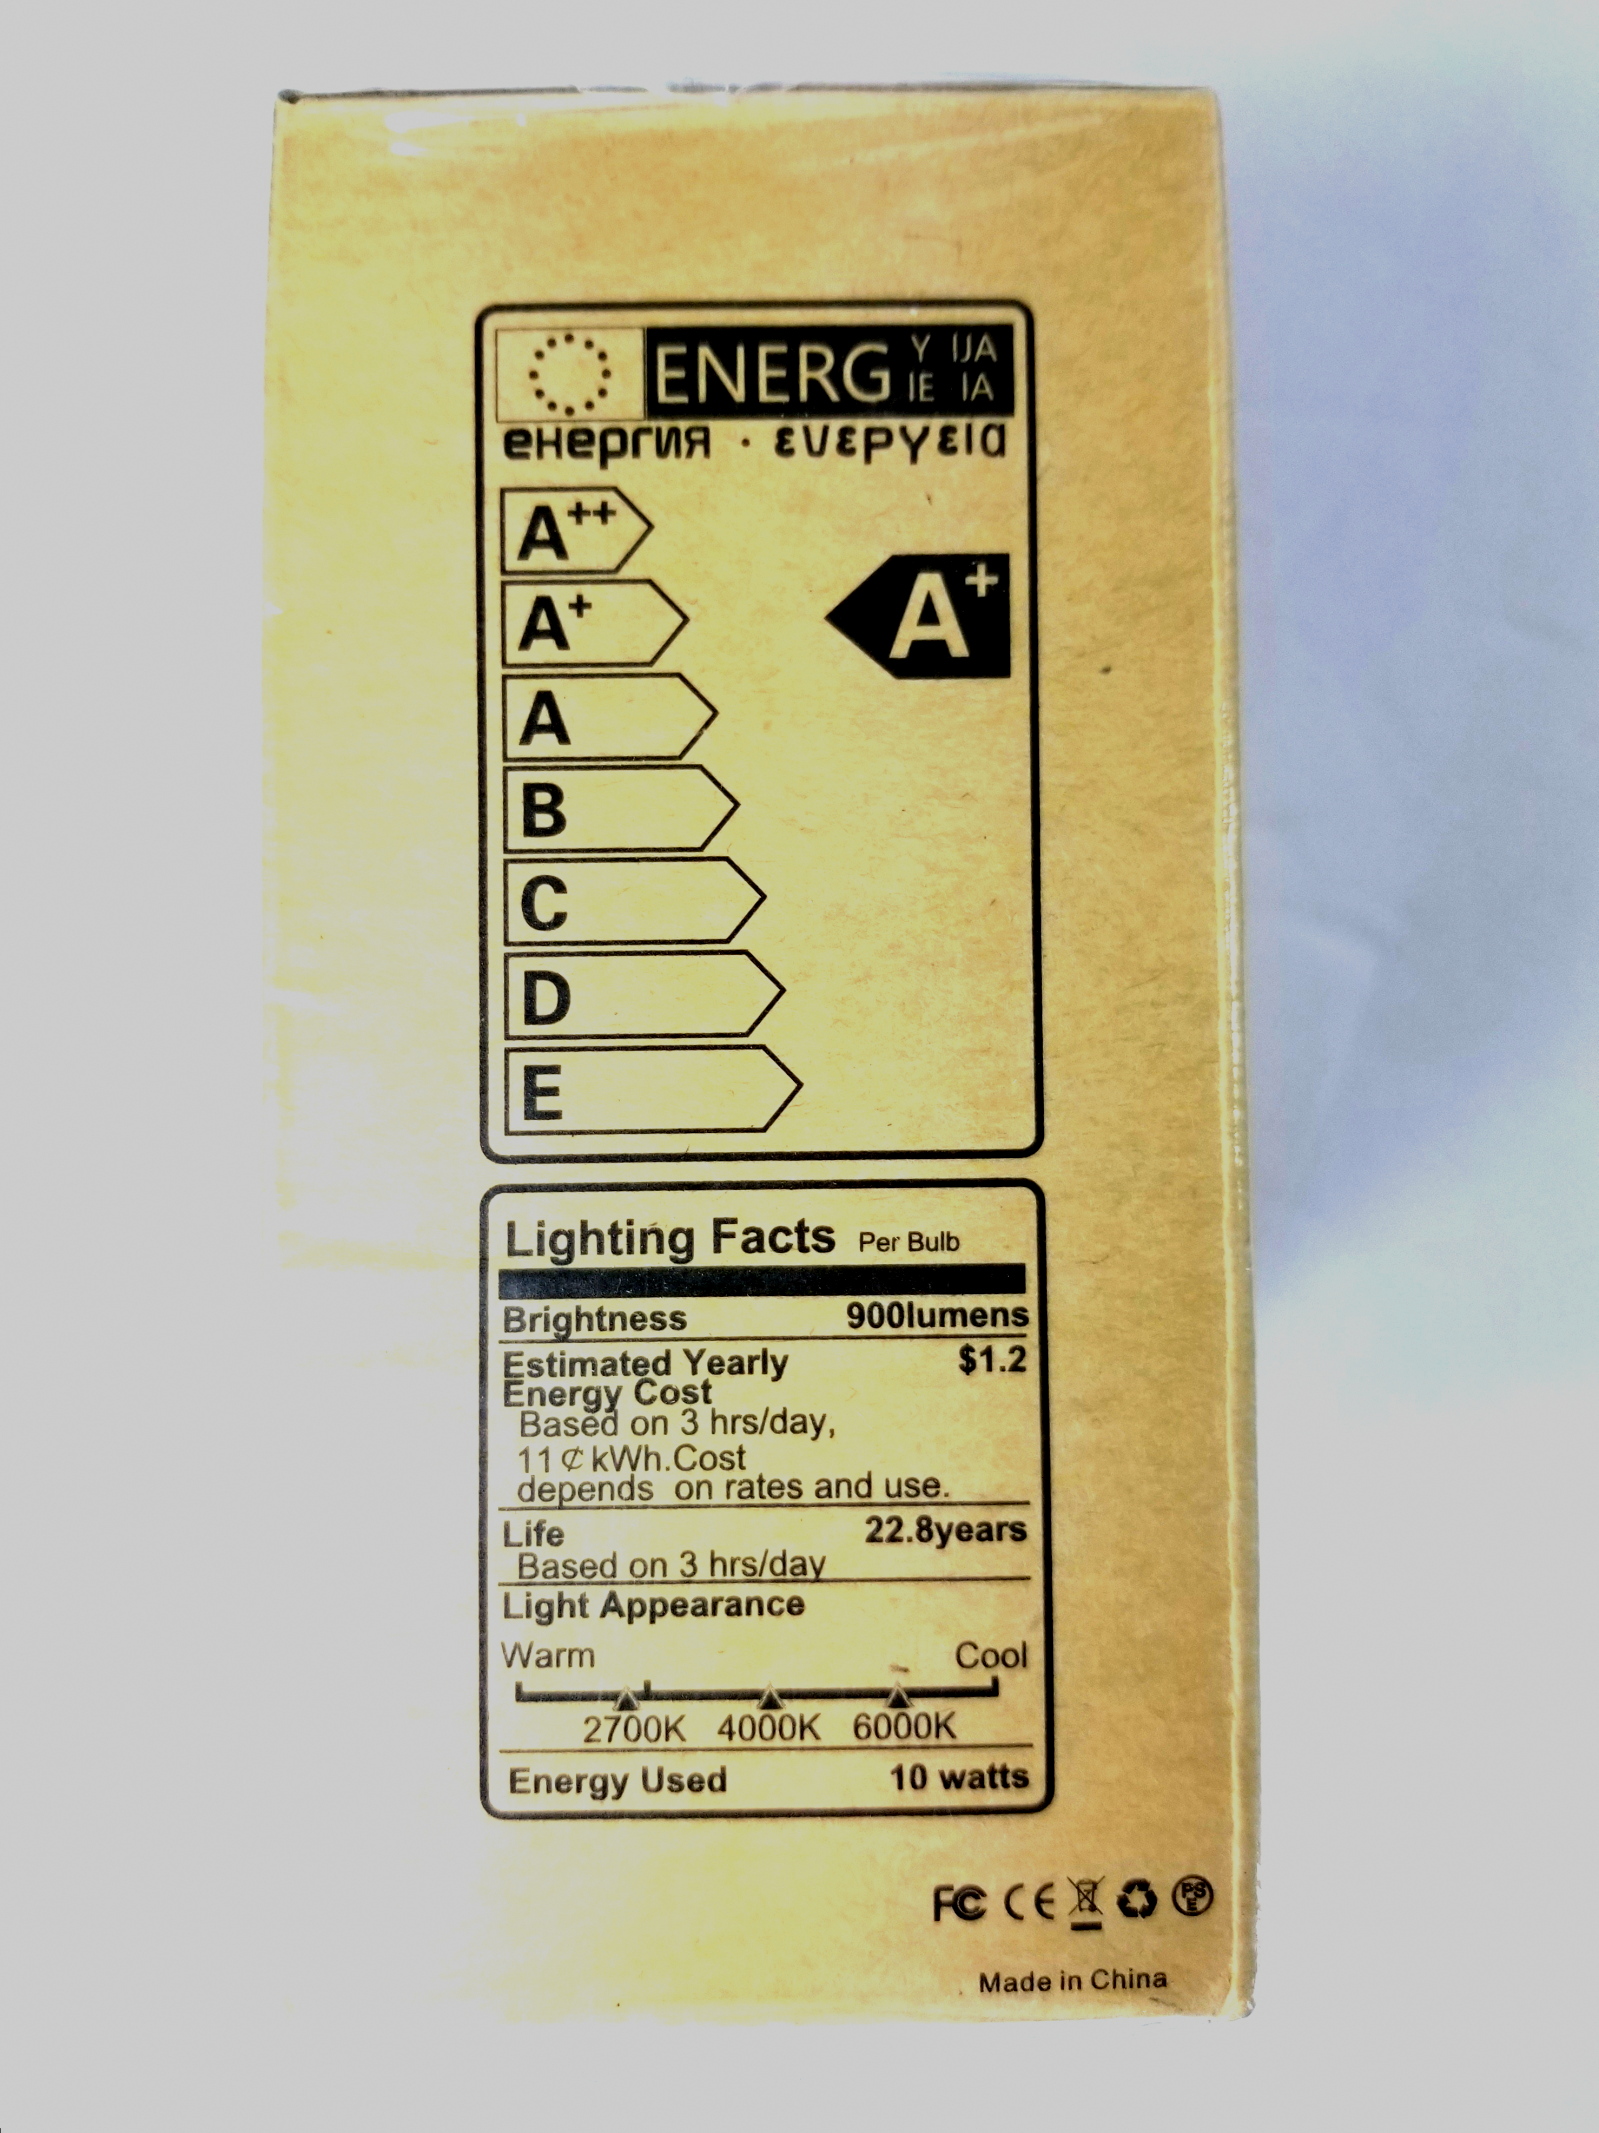 ENERG Y IJA
IE IA
енергия · ενεργεια
A++
A+
A+
A
B
C
D
E
Lighting Facts Per Bulb
Brightness 900lumens
Estimated Yearly $1.2
Energy Cost
Based on 3 hrs/day,
11¢kWh.Cost
depends on rates and use.
Life 22.8years
Based on 3 hrs/day
Light Appearance
Warm Cool
2700K 4000K 6000K
Energy Used 10 watts
FC CE PS
E
Made in China